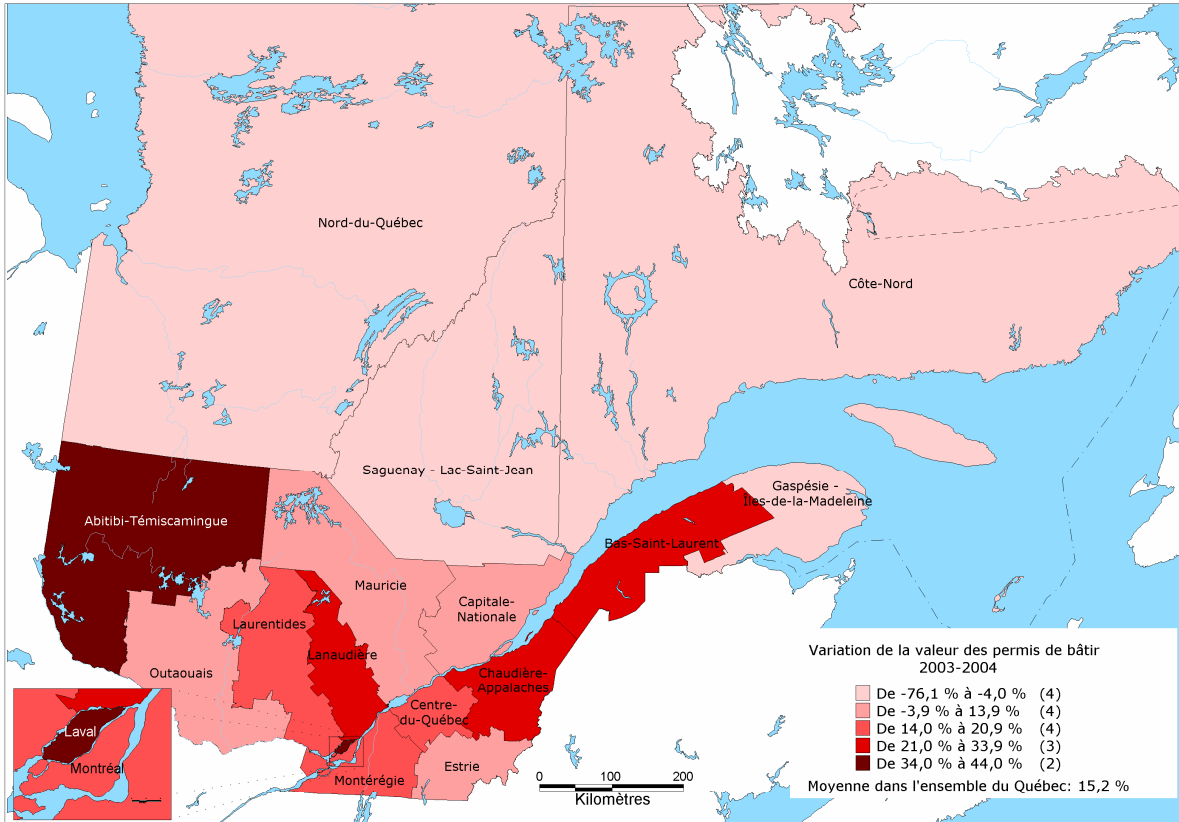 Nord-du-Québec
Côte-Nord
Saguenay - Lac-Saint-Jean
Gaspésie -
Îles-de-la-Madeleine
Abitibi-Témiscamingue
Bas-Saint-Laurent
Mauricie
Capitale-
Nationale
Laurentides
Lanaudière
Outaouais
Chaudière-
Appalaches
Centre-
du-Québec
Laval
Montréal
Montérégie
Estrie
0 100 200
Kilomètres
Variation de la valeur des permis de bâtir
2003-2004
De -76,1 % à -4,0 % (4)
De -3,9 % à 13,9 % (4)
De 14,0 % à 20,9 % (4)
De 21,0 % à 33,9 % (3)
De 34,0 % à 44,0 % (2)
Moyenne dans l'ensemble du Québec: 15,2 %